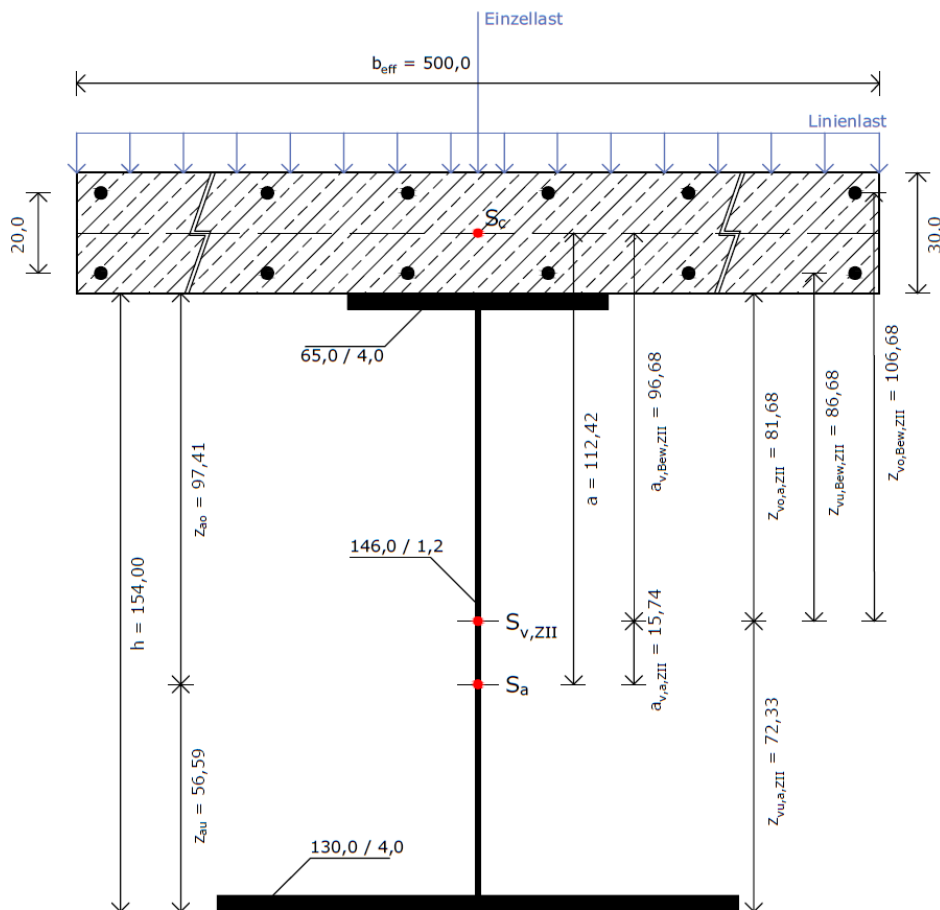 Einzellast
b_eff = 500,0
Linienlast
S_c
20,0
30,0
65,0 / 4,0
z_ao = 97,41
h = 154,00
a = 112,42
a_v,Bew,ZII = 96,68
z_vo,a,ZII = 81,68
z_vu,Bew,ZII = 86,68
z_vo,Bew,ZII = 106,68
146,0 / 1,2
S_v,ZII
S_a
a_v,a,ZII = 15,74
z_au = 56,59
z_vu,a,ZII = 72,33
130,0 / 4,0